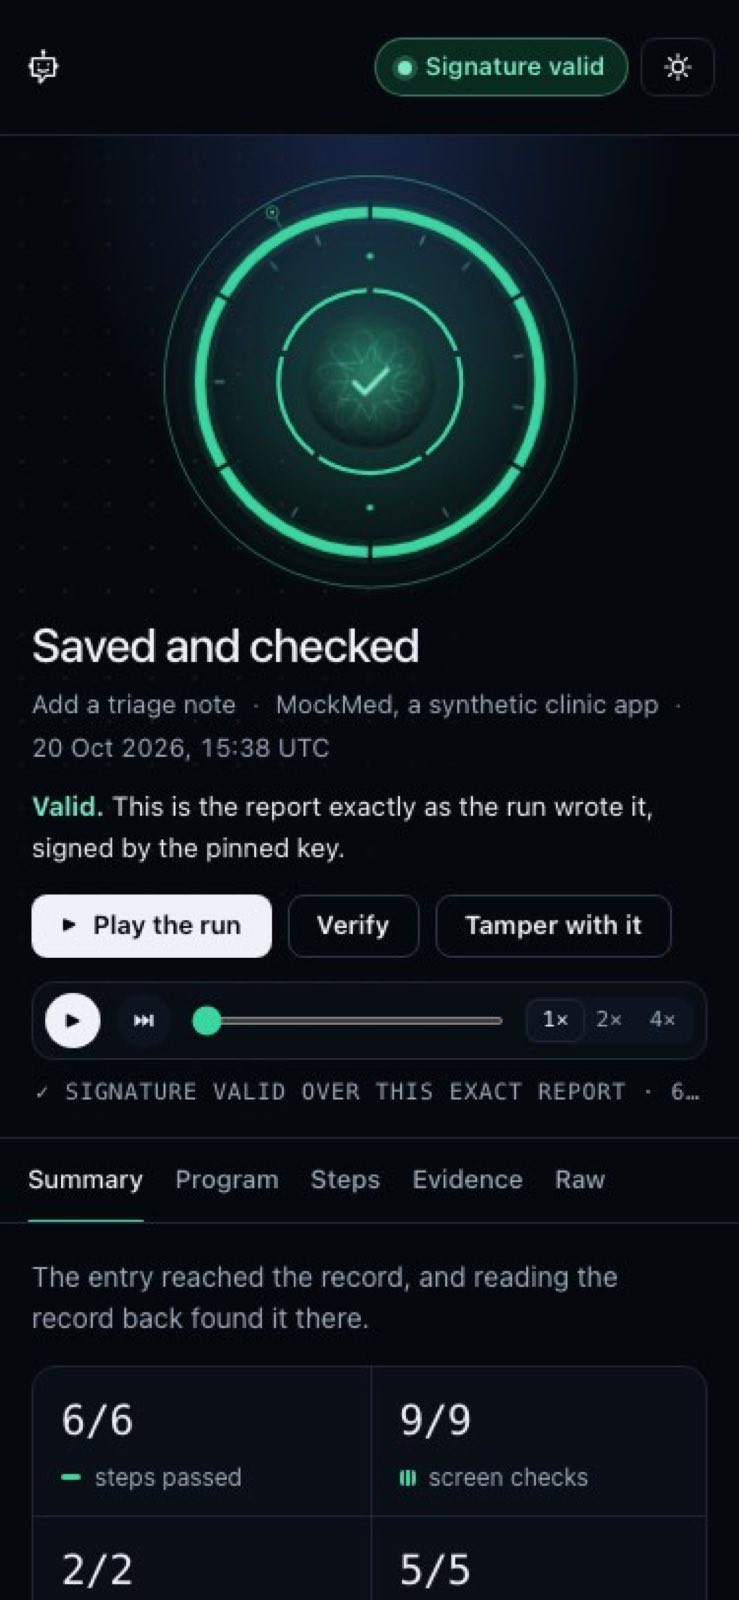 Signature valid
Saved and checked
Add a triage note · MockMed, a synthetic clinic app ·
20 Oct 2026, 15:38 UTC
Valid. This is the report exactly as the run wrote it,
signed by the pinned key.
Play the run
Verify
Tamper with it
1× 2× 4×
✓ SIGNATURE VALID OVER THIS EXACT REPORT · 6…
Summary Program Steps Evidence Raw
The entry reached the record, and reading the
record back found it there.
6/6 9/9
steps passed screen checks
2/2 5/5